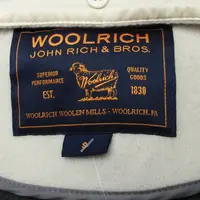 WOOLRICH
JOHN RICH & BROS.
SUPERIOR PERFORMANCE
QUALITY GOODS
Woolrich
EST.
1830
WOOLRICH WOOLEN MILLS - WOOLRICH, PA